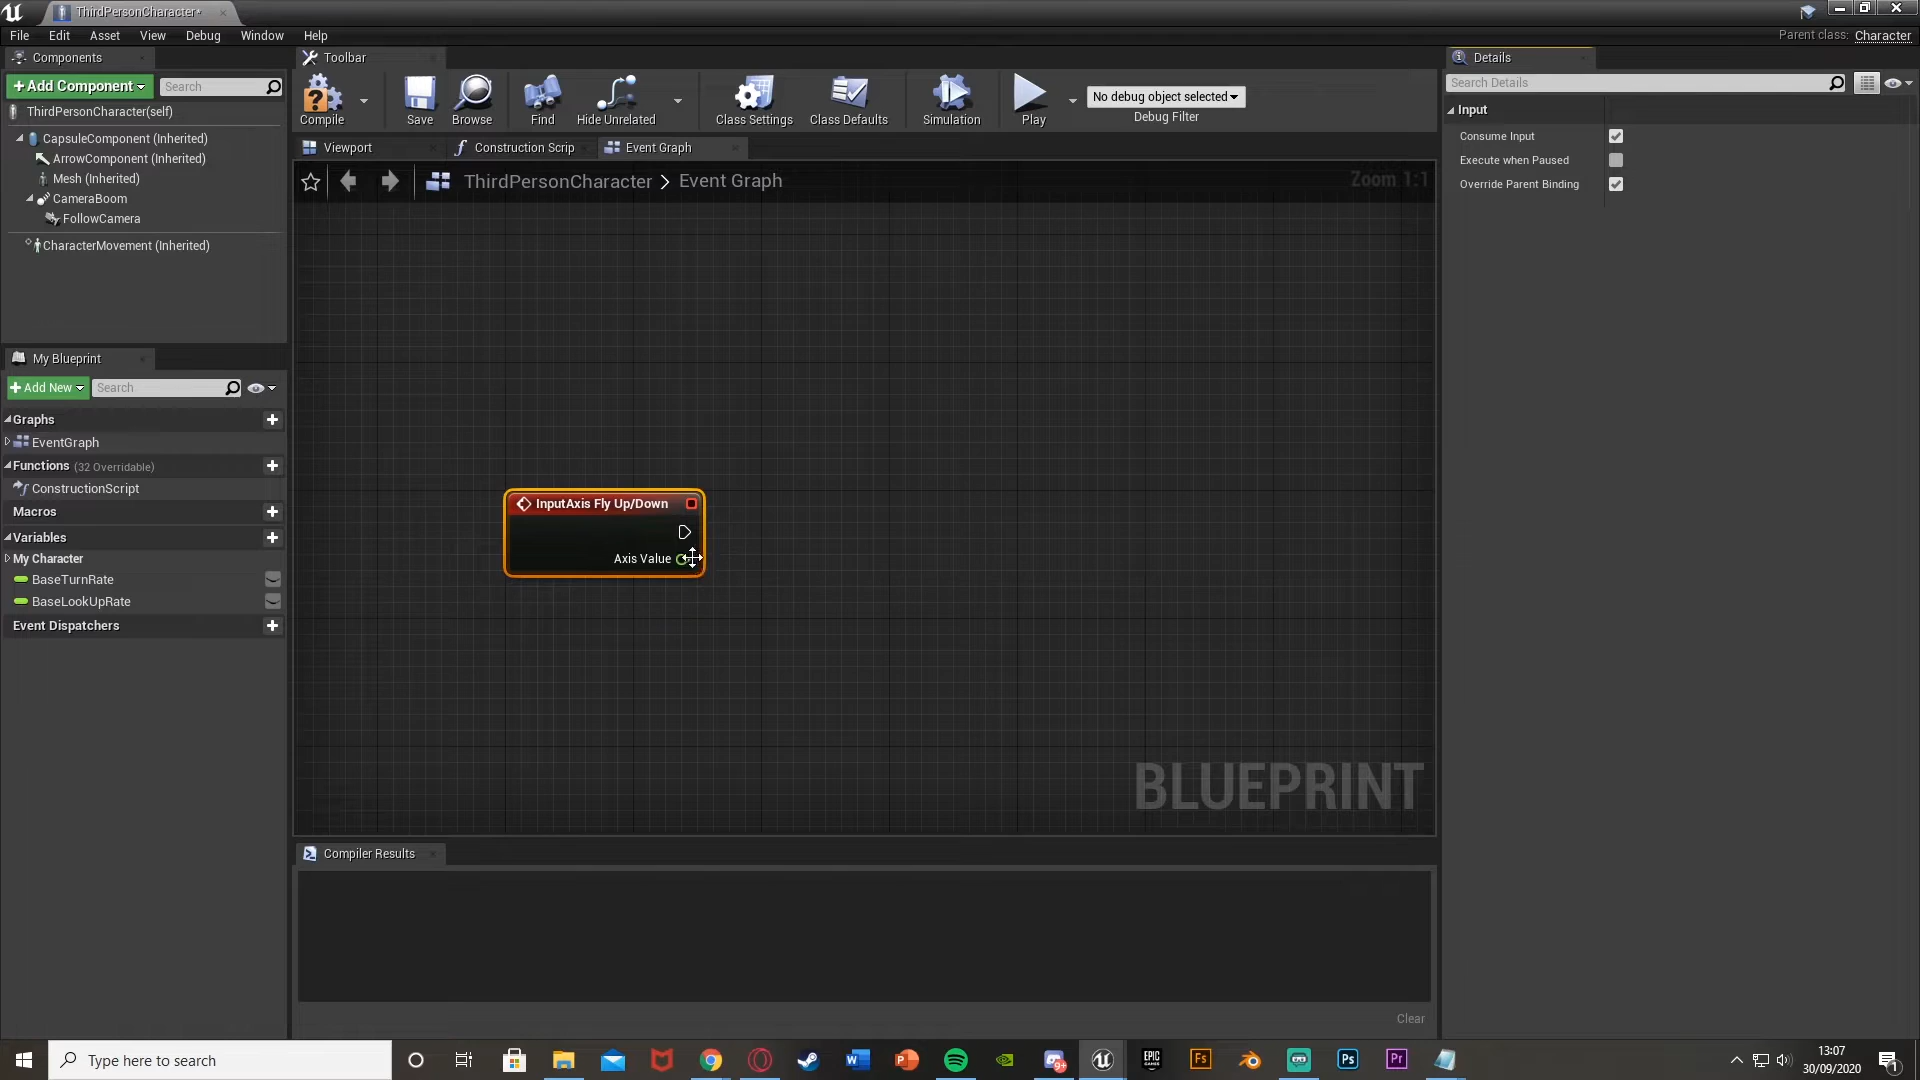 ThirdPersonCharacter*
File Edit Asset View Debug Window Help
Parent class: Character
Components
Toolbar
Details
+Add Component
Search
Search Details
ThirdPersonCharacter(self)
CapsuleComponent (Inherited)
ArrowComponent (Inherited)
Mesh (Inherited)
CameraBoom
FollowCamera
CharacterMovement (Inherited)
Compile
Save
Browse
Find
Hide Unrelated
Class Settings
Class Defaults
Simulation
Play
No debug object selected
Debug Filter
Input
Consume Input
Execute when Paused
Override Parent Binding
Viewport
Construction Scrip
Event Graph
ThirdPersonCharacter > Event Graph
Zoom 1:1
My Blueprint
+Add New
Search
Graphs
EventGraph
Functions (32 Overridable)
ConstructionScript
Macros
Variables
My Character
BaseTurnRate
BaseLookUpRate
Event Dispatchers
InputAxis Fly Up/Down
Axis Value
BLUEPRINT
Compiler Results
Clear
Type here to search
13:07
30/09/2020